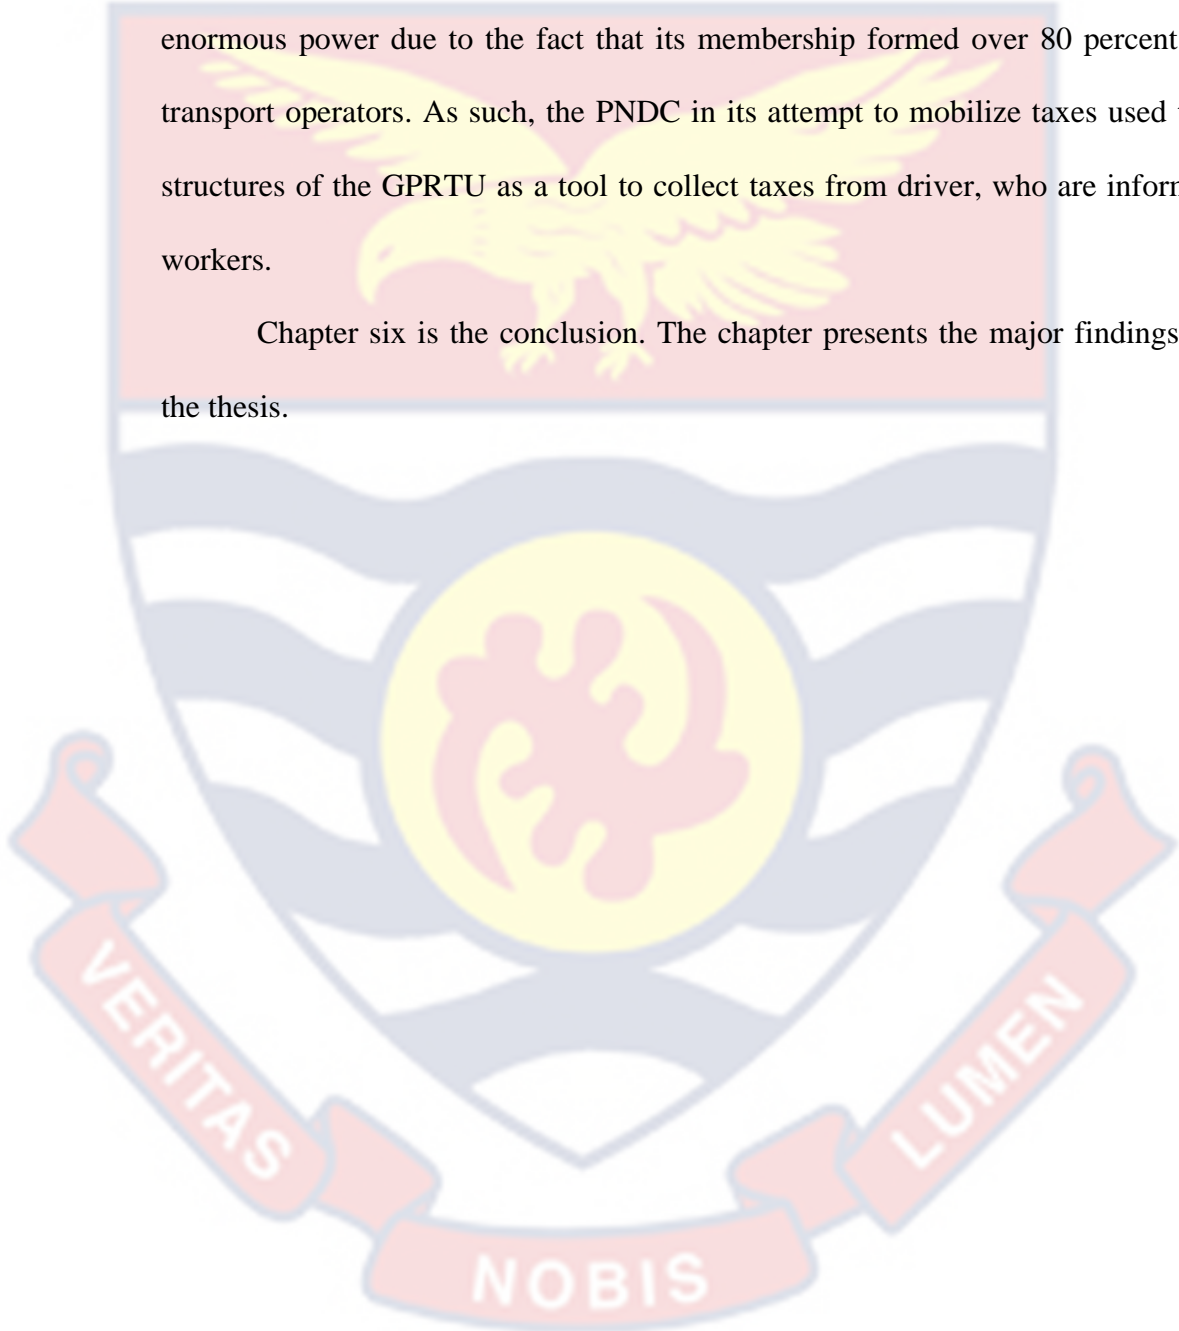 enormous power due to the fact that its membership formed over 80 percent
transport operators. As such, the PNDC in its attempt to mobilize taxes used
structures of the GPRTU as a tool to collect taxes from driver, who are
workers.
Chapter six is the conclusion. The chapter presents the major findings
the thesis.
VERITAS
NOBIS
LUMEN